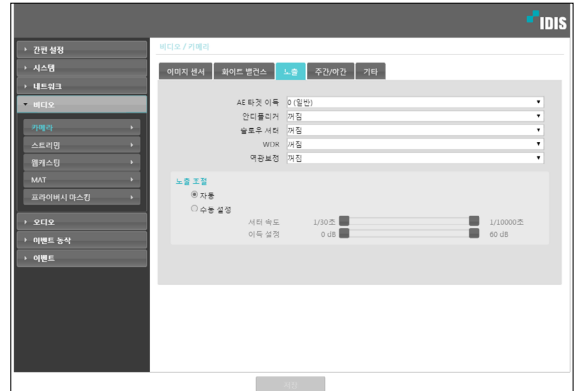 IDIS
비디오 / 카메라
간편 설정
시스템
네트워크
비디오
카메라
스트리밍
웹캐스팅
MAT
프라이버시 마스킹
오디오
이벤트 동작
이벤트
이미지 센서 화이트 밸런스 노출 주간/야간 기타
AE 타겟 이득 0 (일반)
안티플리커 꺼짐
슬로우 셔터 꺼짐
WDR 꺼짐
역광보정 꺼짐
노출 조절
자동
수동 설정
셔터 속도 1/30초 1/10000초
이득 설정 0 dB 60 dB